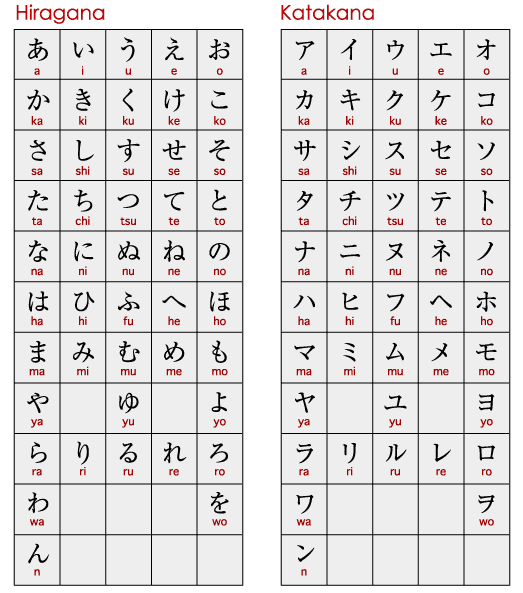 Hiragana Katakana
あ い う え お ア イ ウ エ オ
a i u e o a i u e o
か き く け こ カ キ ク ケ コ
ka ki ku ke ko ka ki ku ke ko
さ し す せ そ サ シ ス セ ソ
sa shi su se so sa shi su se so
た ち つ て と タ チ ツ テ ト
ta chi tsu te to ta chi tsu te to
な に ぬ ね の ナ ニ ヌ ネ ノ
na ni nu ne no na ni nu ne no
は ひ ふ へ ほ ハ ヒ フ ヘ ホ
ha hi fu he ho ha hi fu he ho
ま み む め も マ ミ ム メ モ
ma mi mu me mo ma mi mu me mo
や ゆ よ ヤ ユ ヨ
ya yu yo ya yu yo
ら り る れ ろ ラ リ ル レ ロ
ra ri ru re ro ra ri ru re ro
わ を ワ ヲ
wa wo wa wo
ん ン
n n